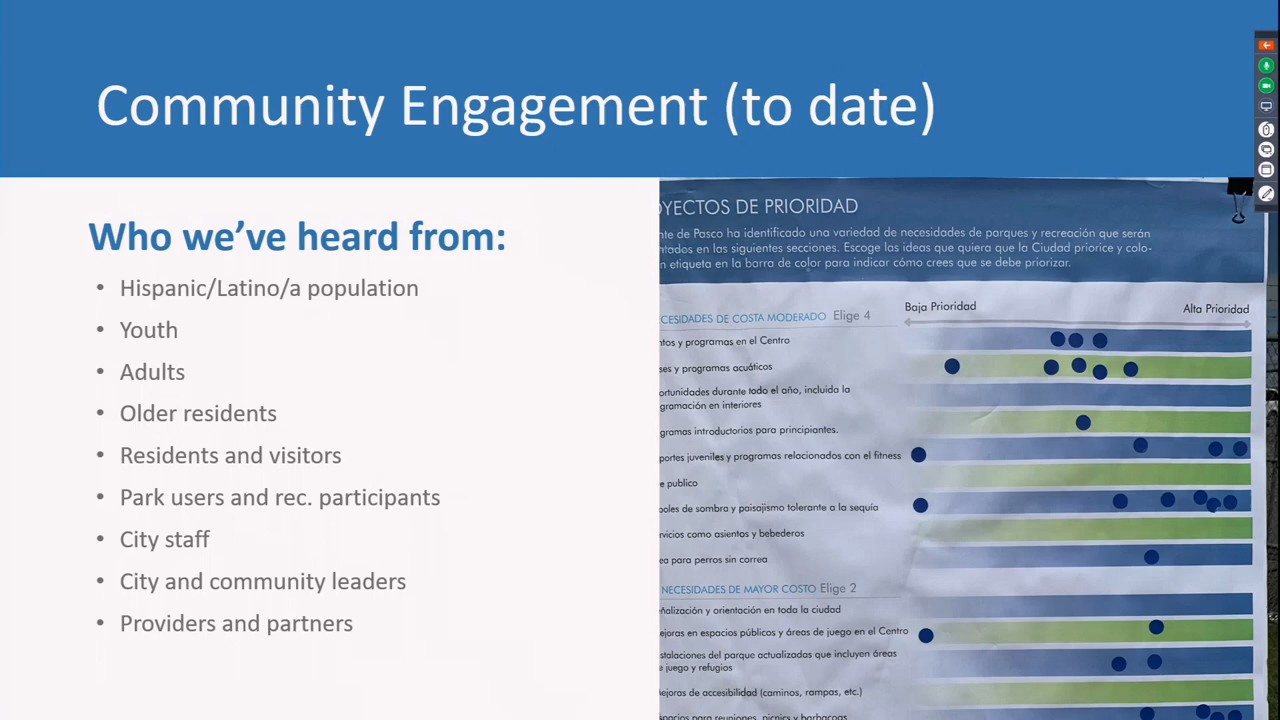 Community Engagement (to date)
Who we've heard from:
• Hispanic/Latino/a population
• Youth
• Adults
• Older residents
• Residents and visitors
• Park users and rec. participants
• City staff
• City and community leaders
• Providers and partners
OYECTOS DE PRIORIDAD
nte de Pasco ha identificado una variedad de necesidades de parques y recreación que serán
ntados en las siguientes secciones. Escoge las ideas que quiera que la Ciudad priorice y colo-
n etiqueta en la barra de color para indicar cómo crees que se debe priorizar.
Baja Prioridad
Alta Prioridad
CESIDADES DE COSTA MODERADO Elige 4
ntos y programas en el Centro
ses y programas acuáticos
ortunidades durante todo el año, incluida la
gramación en interiores
gramas introductorios para principiantes.
portes juveniles y programas relacionados con el fitness
e publico
boles de sombra y paisajismo tolerante a la sequía
rvicios como asientos y bebederos
ea para perros sin correa
NECESIDADES DE MAYOR COSTO Elige 2
eñalización y orientación en toda la ciudad
ejoras en espacios públicos y áreas de juego en el Centro
stalaciones del parque actualizadas que incluyen áreas
e juego y refugios
ejoras de accesibilidad (caminos, rampas, etc.)
spacios para reuniones, picnics y barbacoas